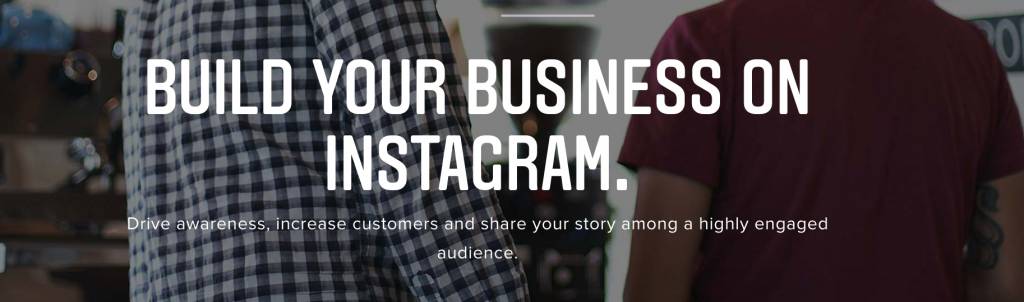 BUILD YOUR BUSINESS ON
INSTAGRAM.
Drive awareness, increase customers and share your story among a highly engaged
audience.